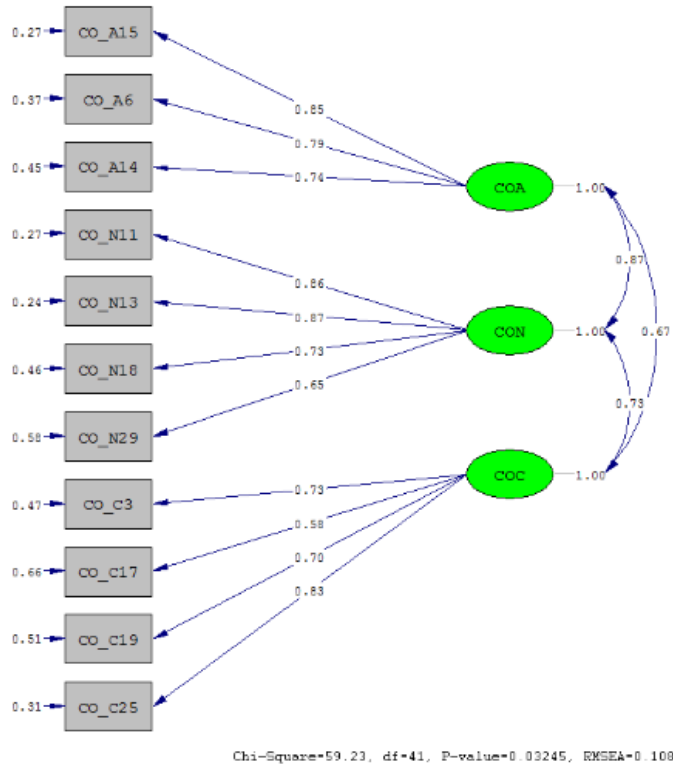 0.27 CO_A15
0.85
0.37 CO_A6
0.79
0.45 CO_A14
0.74
COA 1.00
0.27 CO_N11
0.87
0.86
0.24 CO_N13
0.87
CON 1.00
0.67
0.46 CO_N18
0.73
0.65
0.73
0.58 CO_N29
COC 1.00
0.47 CO_C3
0.73
0.58
0.66 CO_C17
0.70
0.83
0.51 CO_C19
0.31 CO_C25
Chi-Square=59.23, df=41, P-value=0.03245, RMSEA=0.108